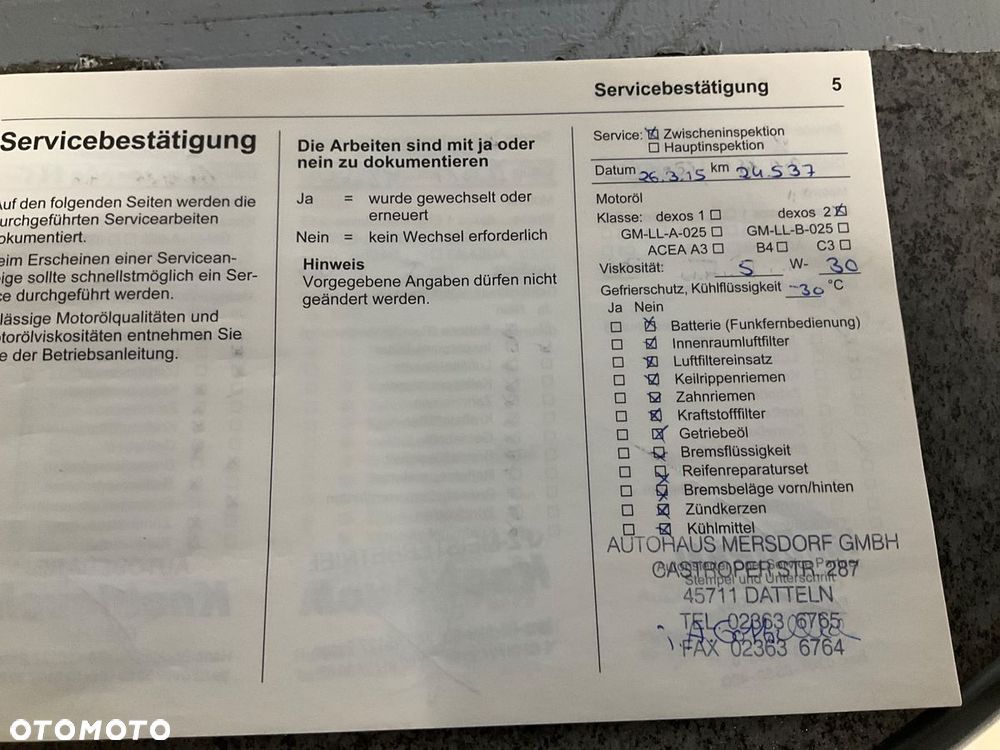 Servicebestätigung 5
Servicebestätigung
Auf den folgenden Seiten werden die
durchgeführten Servicearbeiten
dokumentiert.
eim Erscheinen einer Servicean-
eige sollte schnellstmöglich ein Ser-
ce durchgeführt werden.
lässige Motorölqualitäten und
otorölviskositäten entnehmen Sie
e der Betriebsanleitung.
Die Arbeiten sind mit ja oder
nein zu dokumentieren
Ja = wurde gewechselt oder
erneuert
Nein = kein Wechsel erforderlich
Hinweis
Vorgegebene Angaben dürfen nicht
geändert werden.
Service: ☒ Zwischeninspektion
☐ Hauptinspektion
Datum 26.3.15 km 24537
Motoröl
Klasse: dexos 1 ☐ dexos 2 ☒
GM-LL-A-025 ☐ GM-LL-B-025 ☐
ACEA A3 ☐ B4 ☐ C3 ☐
Viskosität: 5 W- 30
Gefrierschutz, Kühlflüssigkeit -30 °C
Ja Nein
☐ ☒ Batterie (Funkfernbedienung)
☐ ☒ Innenraumluftfilter
☐ ☒ Luftfiltereinsatz
☐ ☒ Keilrippenriemen
☐ ☒ Zahnriemen
☐ ☒ Kraftstofffilter
☐ ☒ Getriebeöl
☐ ☒ Bremsflüssigkeit
☐ ☒ Reifenreparaturset
☐ ☒ Bremsbeläge vorn/hinten
☐ ☒ Zündkerzen
☐ ☒ Kühlmittel
AUTOHAUS MERSDORF GMBH
CASTROPER STR. 287
Stempel und Unterschrift
45711 DATTELN
TEL 02363 6765
FAX 02363 6764
OTOMOTO